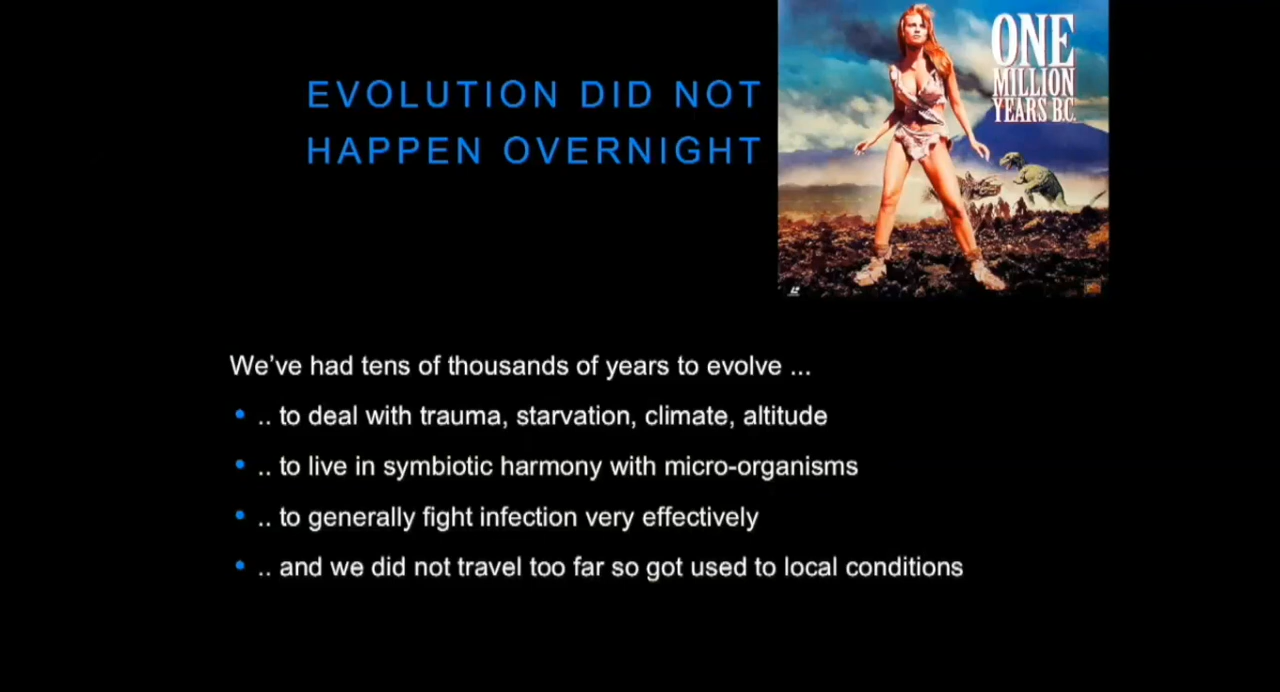 EVOLUTION DID NOT
HAPPEN OVERNIGHT
ONE
MILLION
YEARS B.C.
We've had tens of thousands of years to evolve ...
• .. to deal with trauma, starvation, climate, altitude
• .. to live in symbiotic harmony with micro-organisms
• .. to generally fight infection very effectively
• .. and we did not travel too far so got used to local conditions